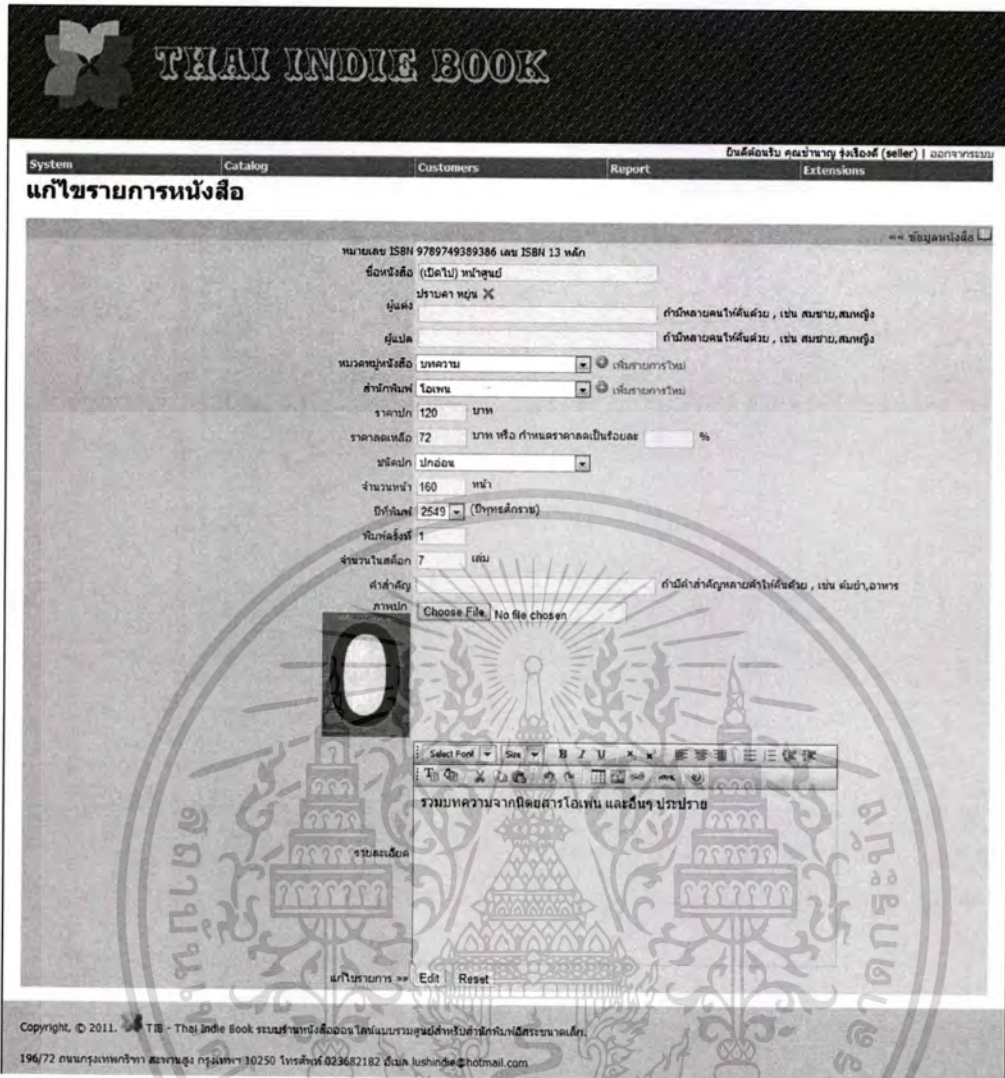 THAI INDIE BOOK
ยินดีต้อนรับ คุณชำนาญ รุ่งเรืองดี (seller) | ออกจากระบบ
System Catalog Customers Report Extensions
แก้ไขรายการหนังสือ
«« ข้อมูลหนังสือ
หมายเลข ISBN 9789749389386 เลข ISBN 13 หลัก
ชื่อหนังสือ (เปิดไป) หน้าศูนย์
ปราบดา หยุ่น
ผู้แต่ง ถ้ามีหลายคนให้คั่นด้วย , เช่น สมชาย,สมหญิง
ผู้แปล ถ้ามีหลายคนให้คั่นด้วย , เช่น สมชาย,สมหญิง
หมวดหมู่หนังสือ บทความ เพิ่มรายการใหม่
สำนักพิมพ์ โอเพน เพิ่มรายการใหม่
ราคาปก 120 บาท
ราคาลดเหลือ 72 บาท หรือ กำหนดราคาลดเป็นร้อยละ %
ชนิดปก ปกอ่อน
จำนวนหน้า 160 หน้า
ปีที่พิมพ์ 2549 (ปีพุทธศักราช)
พิมพ์ครั้งที่ 1
จำนวนในสต็อก 7 เล่ม
คำสำคัญ ถ้ามีคำสำคัญหลายคำให้คั่นด้วย , เช่น ต้มยำ,อาหาร
ภาพปก Choose File No file chosen
0
Select Font Size B I U
HTML
รวมบทความจากนิตยสารโอเพ่น และอื่นๆ ประปราย
รายละเอียด
แก้ไขรายการ »» Edit Reset
Copyright, © 2011. TIB - Thai Indie Book ระบบร้านหนังสือออนไลน์แบบรวมศูนย์สำหรับสำนักพิมพ์อิสระขนาดเล็ก.
196/72 ถนนกรุงเทพกรีฑา สะพานสูง กรุงเทพฯ 10250 โทรศัพท์ 023682182 อีเมล lushindie@hotmail.com